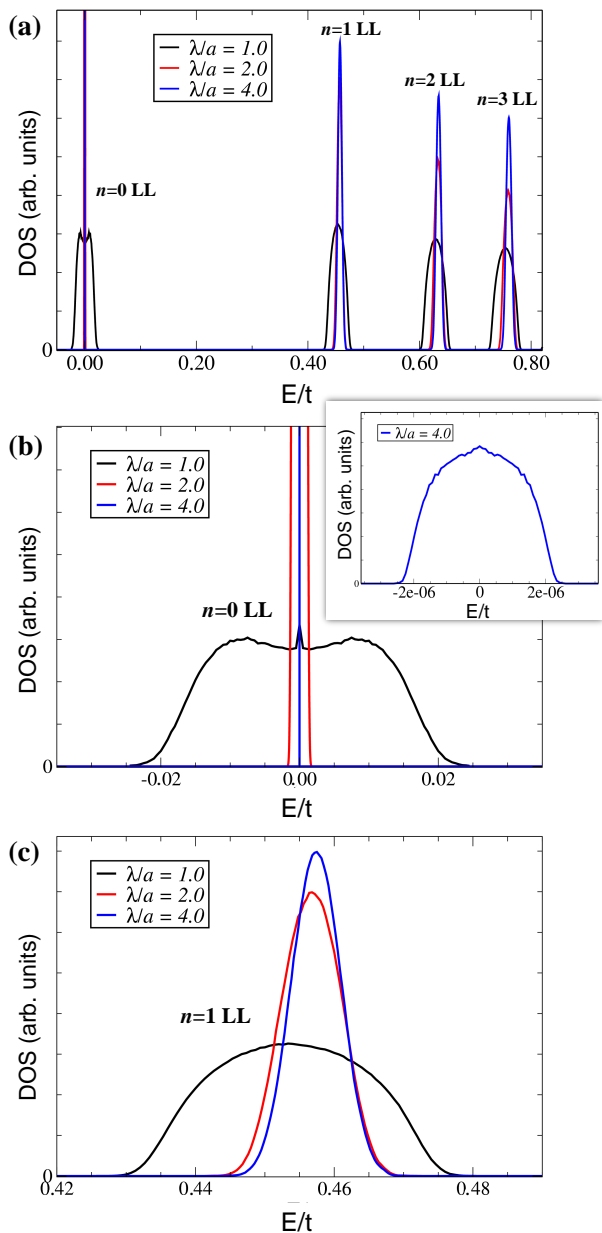 (a)
λ/a = 1.0
λ/a = 2.0
λ/a = 4.0
n=1 LL
n=2 LL
n=3 LL
n=0 LL
DOS (arb. units)
0
0.00 0.20 0.40 0.60 0.80
E/t
(b)
λ/a = 1.0
λ/a = 2.0
λ/a = 4.0
n=0 LL
DOS (arb. units)
0
-0.02 0.00 0.02
E/t
λ/a = 4.0
DOS (arb. units)
0
-2e-06 0 2e-06
E/t
(c)
λ/a = 1.0
λ/a = 2.0
λ/a = 4.0
n=1 LL
DOS (arb. units)
0
0.42 0.44 0.46 0.48
E/t